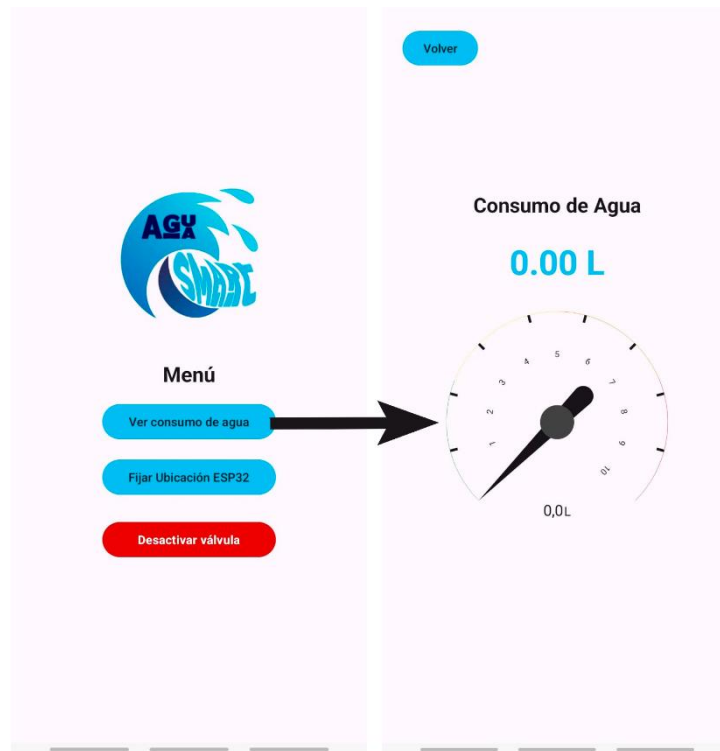 AGUA
SMART
Menú
Ver consumo de agua
Fijar Ubicación ESP32
Desactivar válvula
Volver
Consumo de Agua
0.00 L
1
2
3
4
5
6
7
8
9
10
0,0L